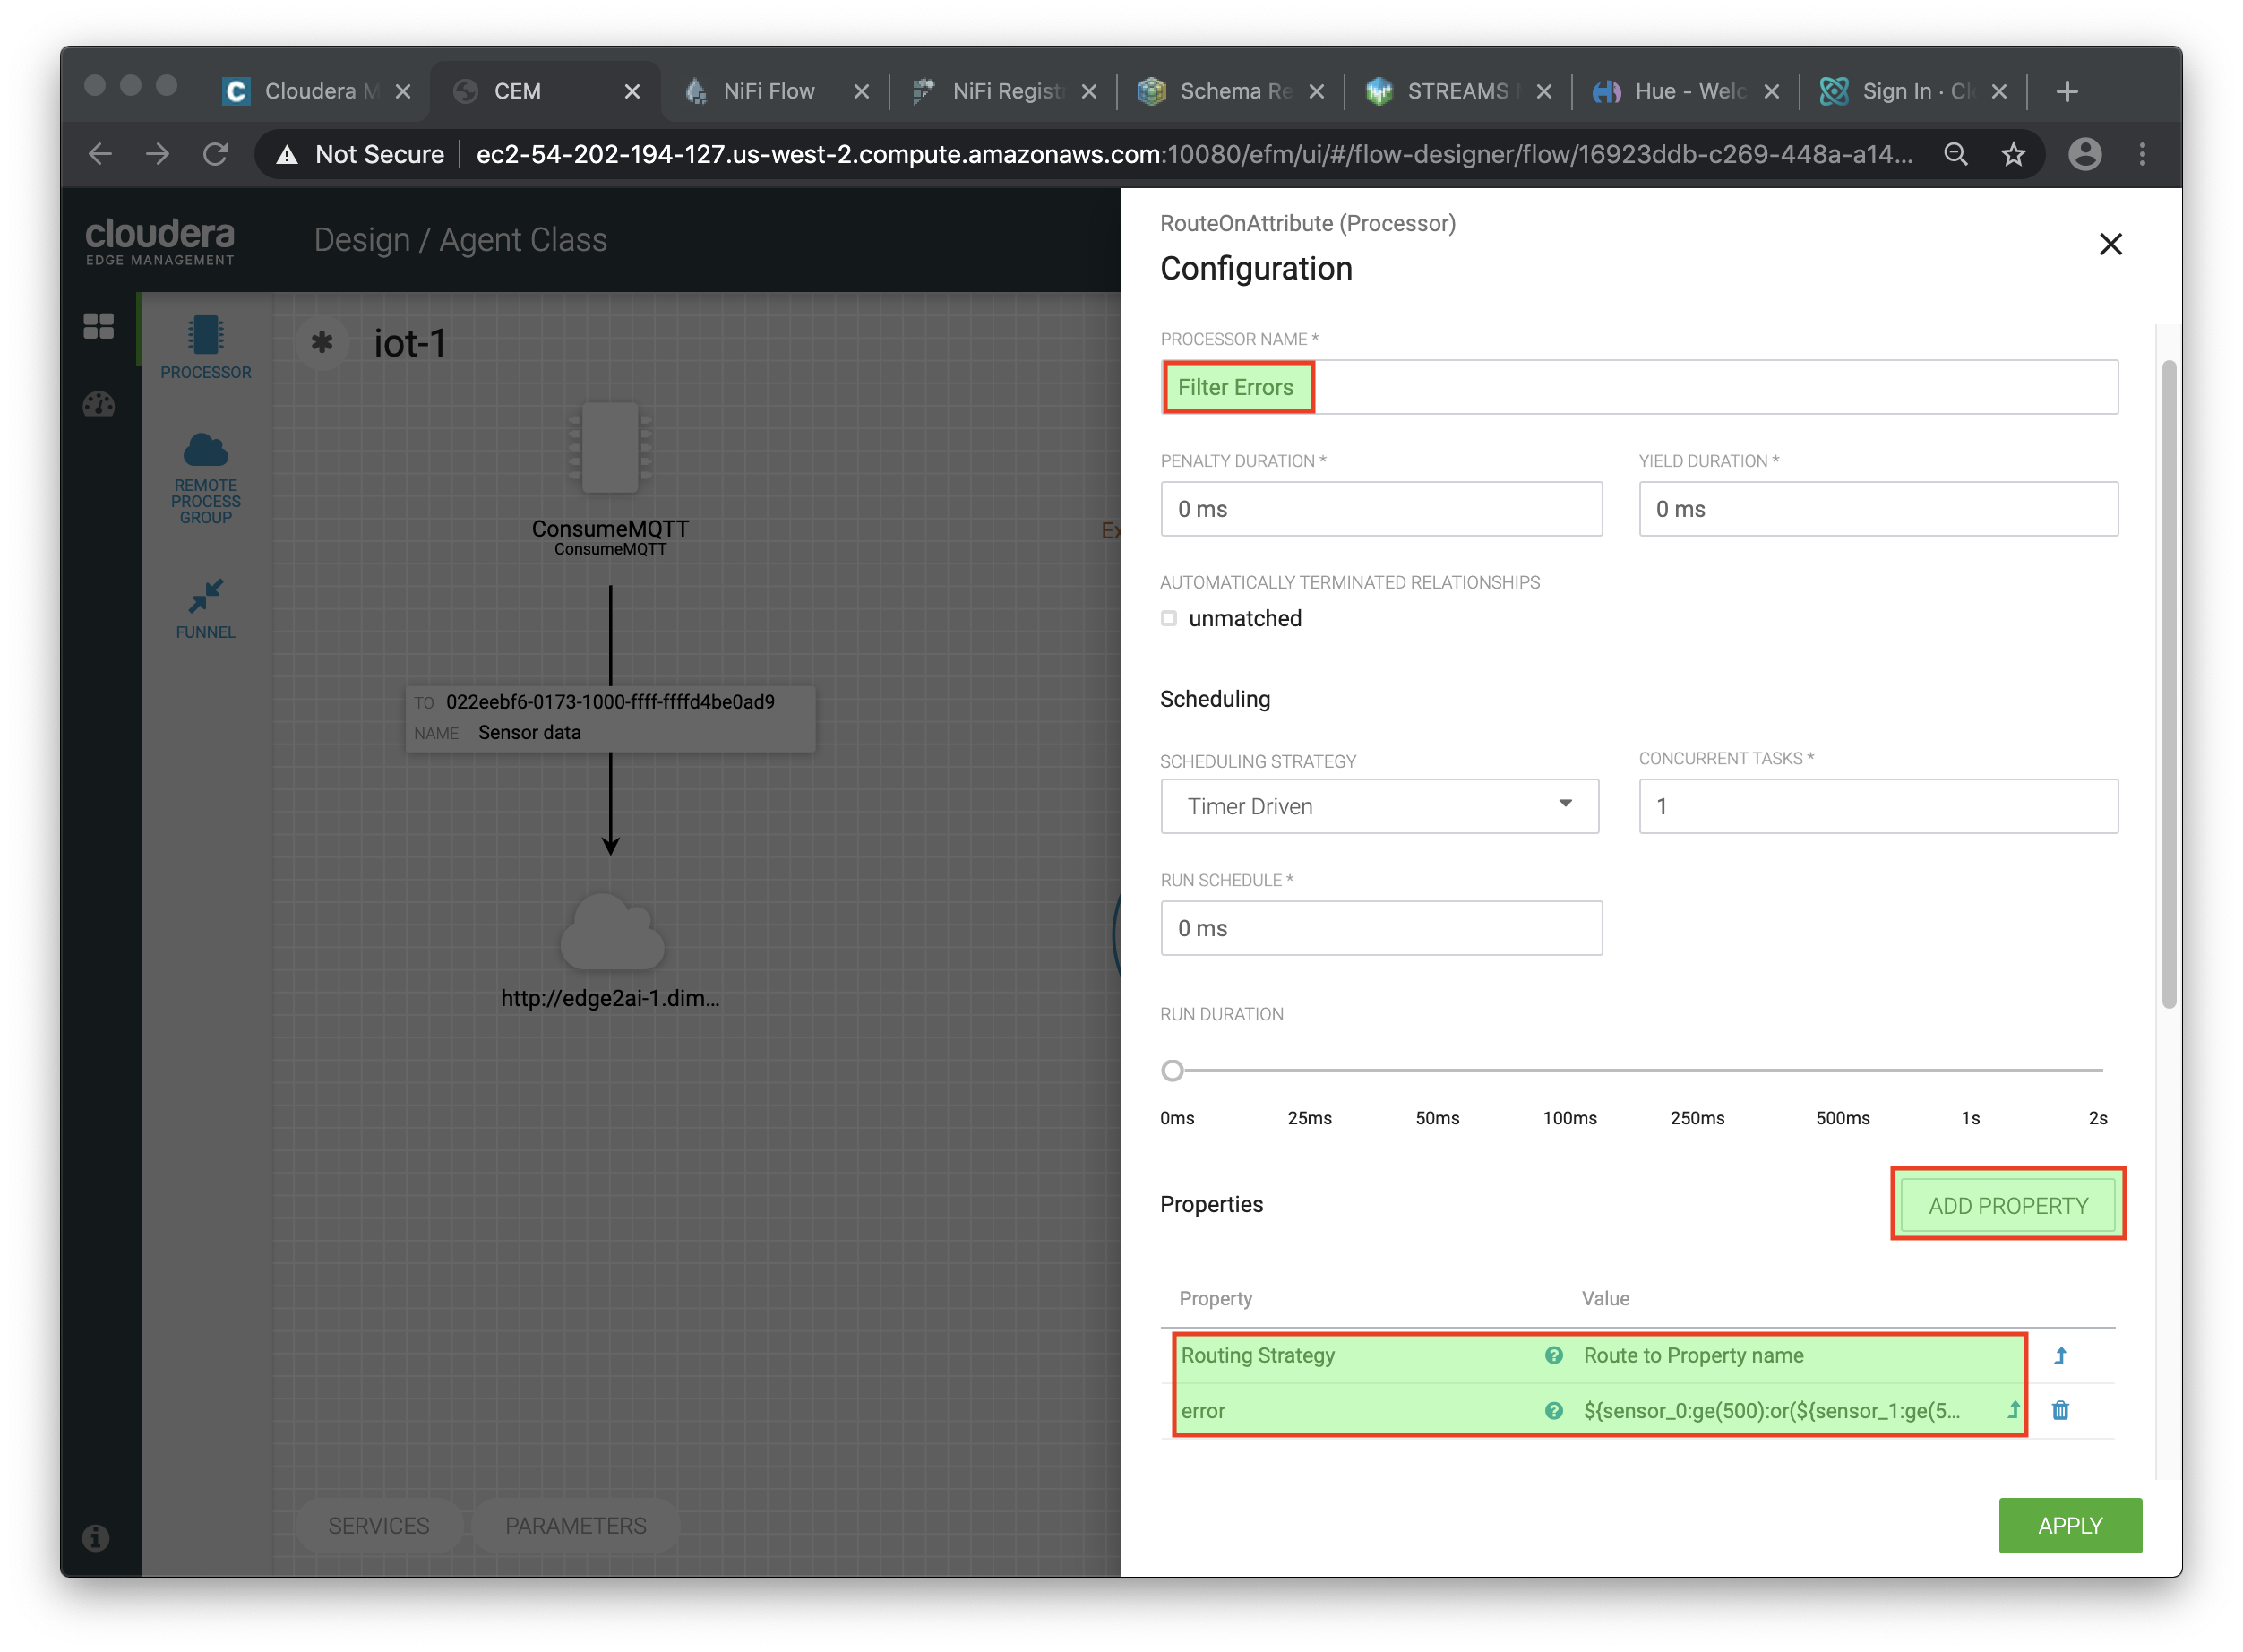 Cloudera M
CEM
NiFi Flow
NiFi Registr
Schema Re
STREAMS
Hue - Welc
Sign In · Clo
Not Secure
ec2-54-202-194-127.us-west-2.compute.amazonaws.com:10080/efm/ui/#/flow-designer/flow/16923ddb-c269-448a-a14...
cloudera
EDGE MANAGEMENT
Design / Agent Class
PROCESSOR
REMOTE
PROCESS
GROUP
FUNNEL
iot-1
ConsumeMQTT
ConsumeMQTT
TO 022eebf6-0173-1000-ffff-ffffd4be0ad9
NAME Sensor data
http://edge2ai-1.dim...
Ex
SERVICES
PARAMETERS
RouteOnAttribute (Processor)
Configuration
PROCESSOR NAME *
Filter Errors
PENALTY DURATION *
YIELD DURATION *
0 ms
0 ms
AUTOMATICALLY TERMINATED RELATIONSHIPS
unmatched
Scheduling
SCHEDULING STRATEGY
CONCURRENT TASKS *
Timer Driven
1
RUN SCHEDULE *
0 ms
RUN DURATION
0ms 25ms 50ms 100ms 250ms 500ms 1s 2s
Properties
ADD PROPERTY
Property Value
Routing Strategy Route to Property name
error ${sensor_0:ge(500):or(${sensor_1:ge(5...
APPLY